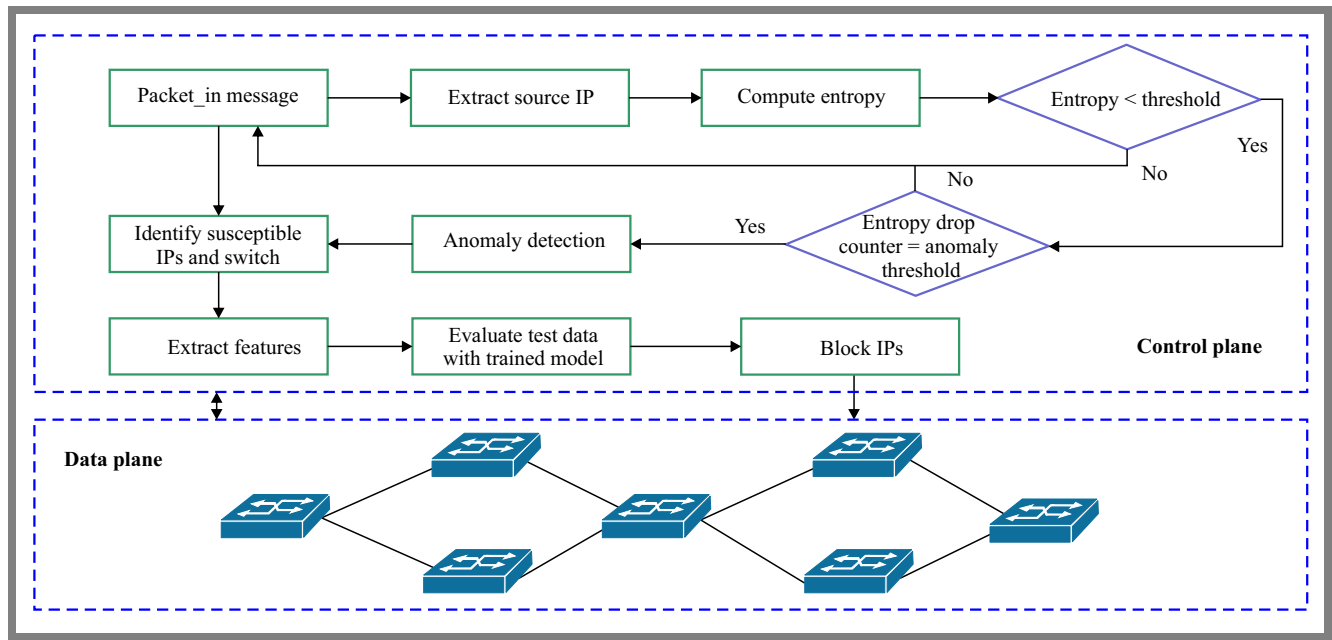 Packet_in message
Extract source IP
Compute entropy
Entropy < threshold
Yes
No
No
Identify susceptible
IPs and switch
Anomaly detection
Yes
Entropy drop
counter = anomaly
threshold
Extract features
Evaluate test data
with trained model
Block IPs
Control plane
Data plane